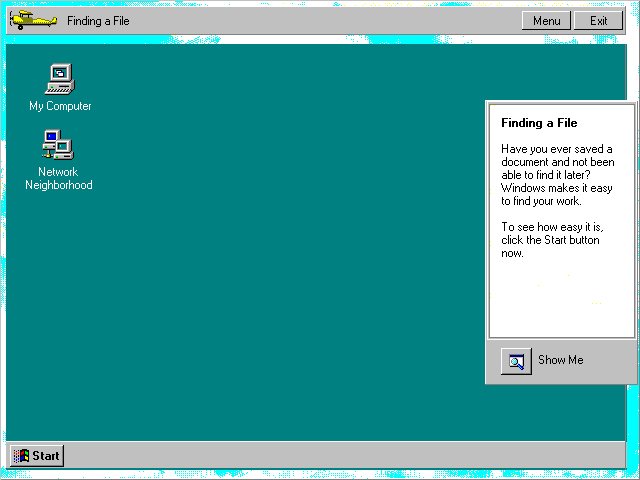 Finding a File
Menu
Exit
My Computer
Network
Neighborhood
Finding a File
Have you ever saved a
document and not been
able to find it later?
Windows makes it easy
to find your work.
To see how easy it is,
click the Start button
now.
Show Me
Start